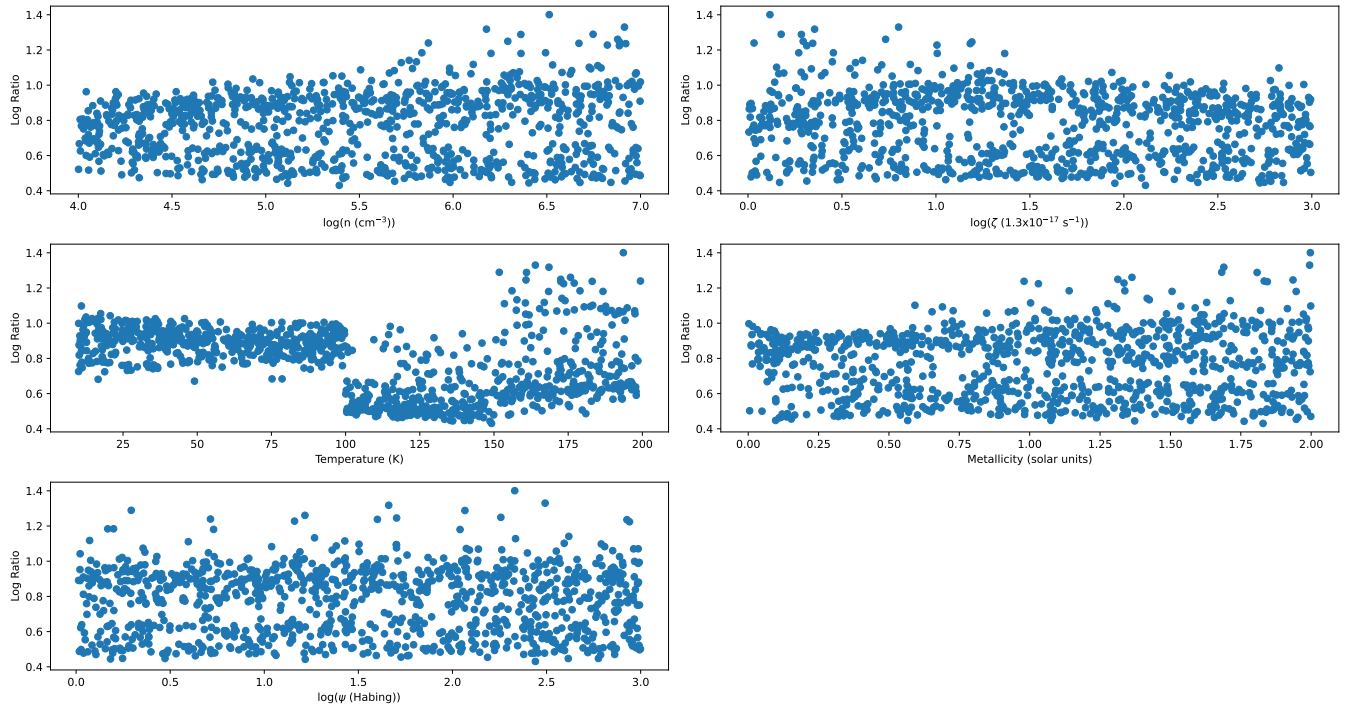 1.4
1.2
1.0
0.8
0.6
0.4
Log Ratio
4.0 4.5 5.0 5.5 6.0 6.5 7.0
log(n (cm⁻³))
1.4
1.2
1.0
0.8
0.6
0.4
Log Ratio
0.0 0.5 1.0 1.5 2.0 2.5 3.0
log(ζ (1.3x10⁻¹⁷ s⁻¹))
1.4
1.2
1.0
0.8
0.6
0.4
Log Ratio
25 50 75 100 125 150 175 200
Temperature (K)
1.4
1.2
1.0
0.8
0.6
0.4
Log Ratio
0.00 0.25 0.50 0.75 1.00 1.25 1.50 1.75 2.00
Metallicity (solar units)
1.4
1.2
1.0
0.8
0.6
0.4
Log Ratio
0.0 0.5 1.0 1.5 2.0 2.5 3.0
log(ψ (Habing))